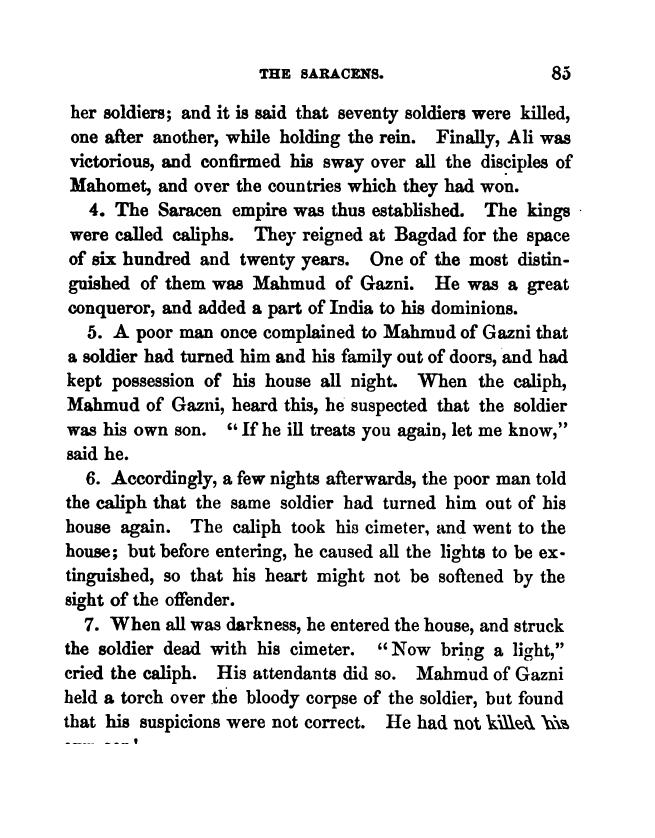 THE SARACENS. 85
her soldiers; and it is said that seventy soldiers were killed,
one after another, while holding the rein. Finally, Ali was
victorious, and confirmed his sway over all the disciples of
Mahomet, and over the countries which they had won.
4. The Saracen empire was thus established. The kings
were called caliphs. They reigned at Bagdad for the space
of six hundred and twenty years. One of the most distin-
guished of them was Mahmud of Gazni. He was a great
conqueror, and added a part of India to his dominions.
5. A poor man once complained to Mahmud of Gazni that
a soldier had turned him and his family out of doors, and had
kept possession of his house all night. When the caliph,
Mahmud of Gazni, heard this, he suspected that the soldier
was his own son. “If he ill treats you again, let me know,”
said he.
6. Accordingly, a few nights afterwards, the poor man told
the caliph that the same soldier had turned him out of his
house again. The caliph took his cimeter, and went to the
house; but before entering, he caused all the lights to be ex-
tinguished, so that his heart might not be softened by the
sight of the offender.
7. When all was darkness, he entered the house, and struck
the soldier dead with his cimeter. “Now bring a light,”
cried the caliph. His attendants did so. Mahmud of Gazni
held a torch over the bloody corpse of the soldier, but found
that his suspicions were not correct. He had not killed his